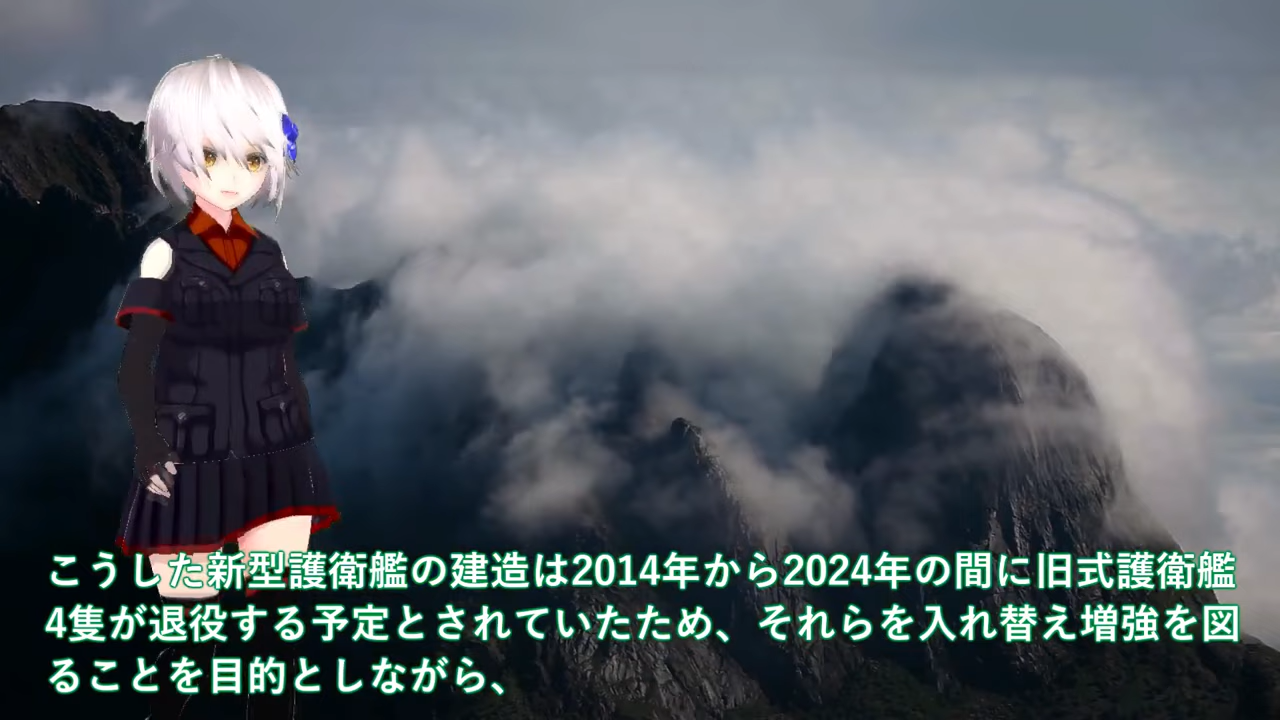 こうした新型護衛艦の建造は2014年から2024年の間に旧式護衛艦
4隻が退役する予定とされていたため、それらを入れ替え増強を図
ることを目的としながら、